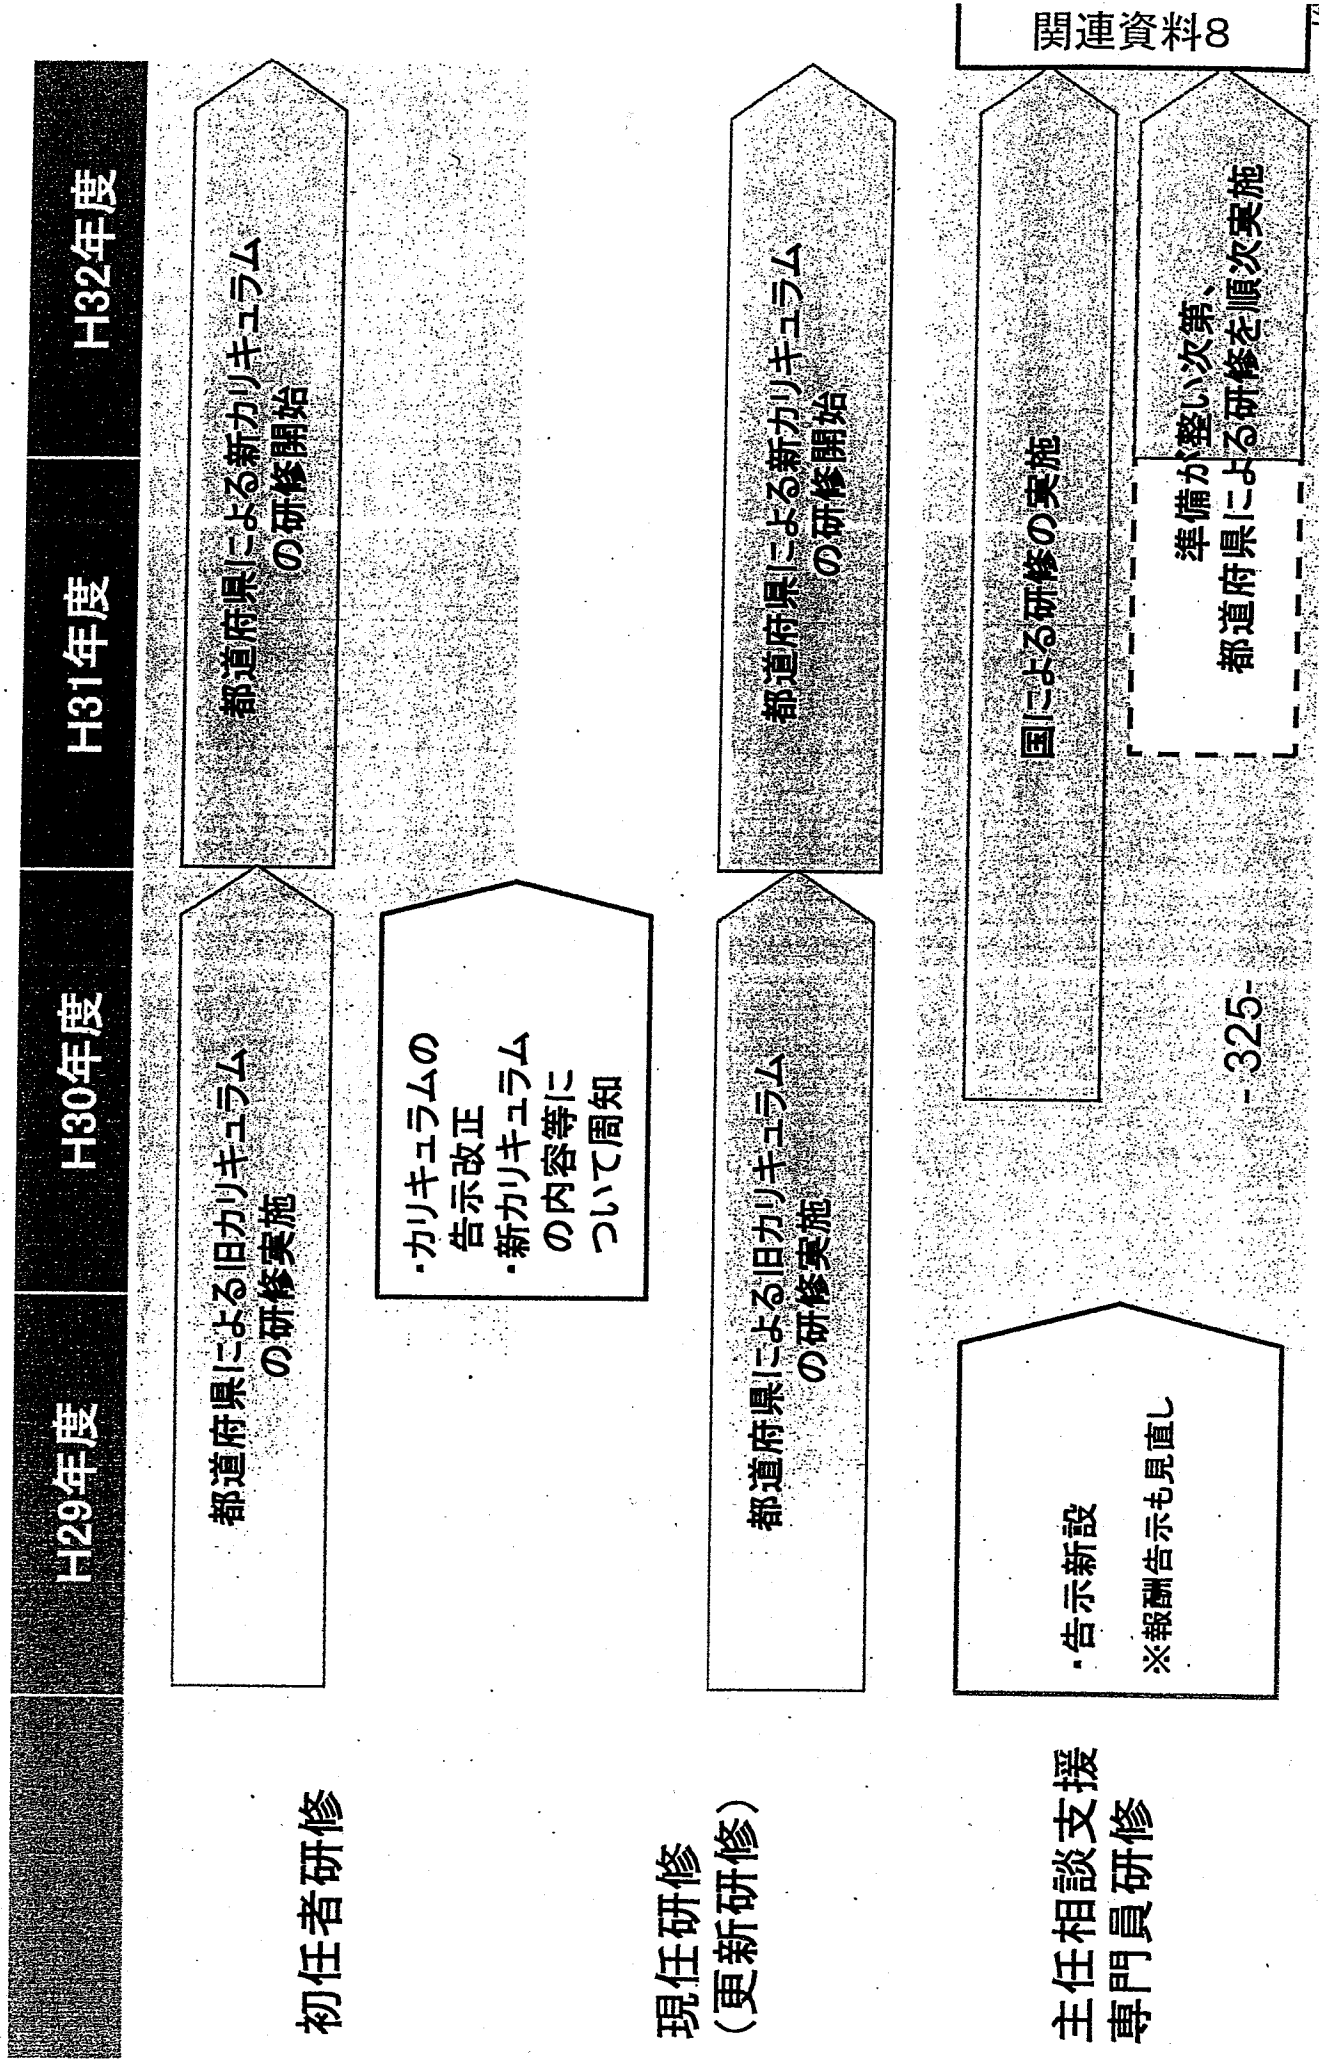 関連資料8
H29年度
H30年度
H31年度
H32年度
初任者研修
都道府県による旧カリキュラム
の研修実施
都道府県による新カリキュラム
の研修開始
・カリキュラムの
告示改正
・新カリキュラム
の内容等に
ついて周知
現任研修
(更新研修)
都道府県による旧カリキュラム
の研修実施
都道府県による新カリキュラム
の研修開始
主任相談支援
専門員研修
・告示新設
※報酬告示も見直し
国による研修の実施
準備が整い次第、
都道府県による研修を順次実施
- 325-